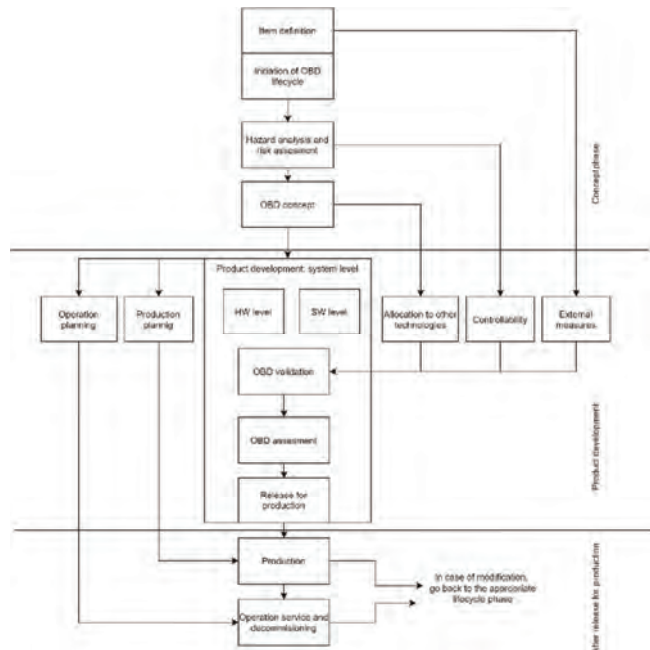 Item definition
Initiation of OBD
lifecycle
Hazard analysis and
risk assesment
OBD concept
Concept phase
Product development: system level
HW level
SW level
Operation
planning
Production
plannig
Allocation to other
technologies
Controllability
External
measures
OBD validation
OBD assesment
Release for
production
Product development
Production
In case of modification,
go back to the appropriate
lifecycle phase
Operation service and
decommisioning
After release for production